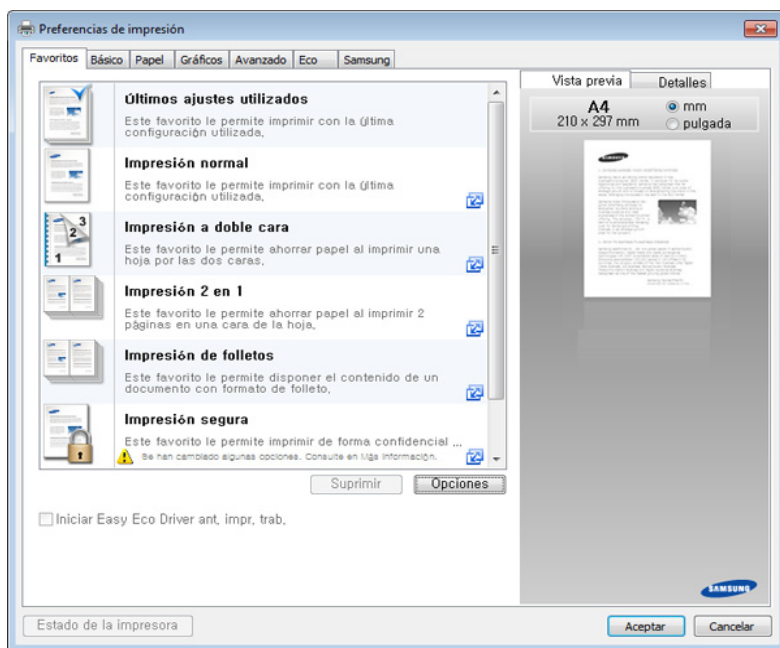 Preferencias de impresión
Favoritos Básico Papel Gráficos Avanzado Eco Samsung
Últimos ajustes utilizados
Este favorito le permite imprimir con la última
configuración utilizada,
Impresión normal
Este favorito le permite imprimir con la última
configuración utilizada,
Impresión a doble cara
Este favorito le permite ahorrar papel al imprimir una
hoja por las dos caras,
Impresión 2 en 1
Este favorito le permite ahorrar papel al imprimir 2
páginas en una cara de la hoja,
Impresión de folletos
Este favorito le permite disponer el contenido de un
documento con formato de folleto,
Impresión segura
Este favorito le permite imprimir de forma confidencial ...
Se han cambiado algunas opciones. Consulte en Más Información.
Suprimir Opciones
Iniciar Easy Eco Driver ant, impr, trab,
Estado de la impresora
Vista previa Detalles
A4
210 x 297 mm
mm
pulgada
SAMSUNG
Aceptar Cancelar